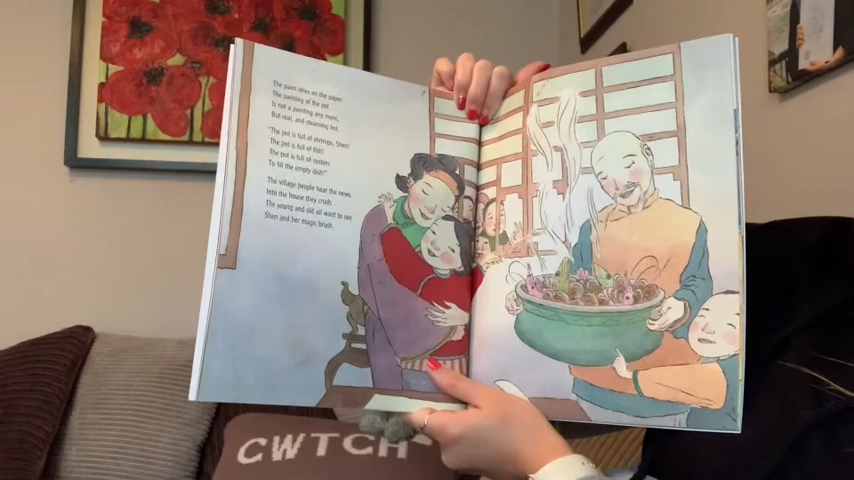 The paint dries on the paper.
The painting of the pot
Is not a painting any more,
But real, and steaming hot.
"The pot is full of shrimps, Shen!
The pot is full of fish!
The pot is full of oysters
To fill the empty dish!"
The village people hear the news.
Into the house they crush.
The young and old all want to see
Shen and her magic brush.
CWTCH